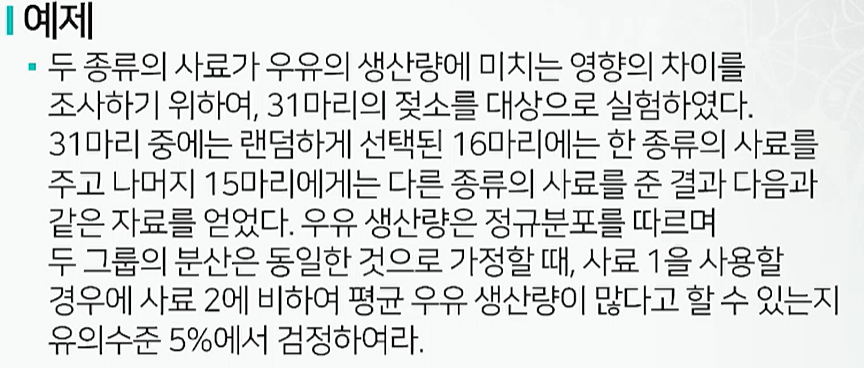 예제
▪ 두 종류의 사료가 우유의 생산량에 미치는 영향의 차이를
조사하기 위하여, 31마리의 젖소를 대상으로 실험하였다.
31마리 중에는 랜덤하게 선택된 16마리에는 한 종류의 사료를
주고 나머지 15마리에게는 다른 종류의 사료를 준 결과 다음과
같은 자료를 얻었다. 우유 생산량은 정규분포를 따르며
두 그룹의 분산은 동일한 것으로 가정할 때, 사료 1을 사용할
경우에 사료 2에 비하여 평균 우유 생산량이 많다고 할 수 있는지
유의수준 5%에서 검정하여라.